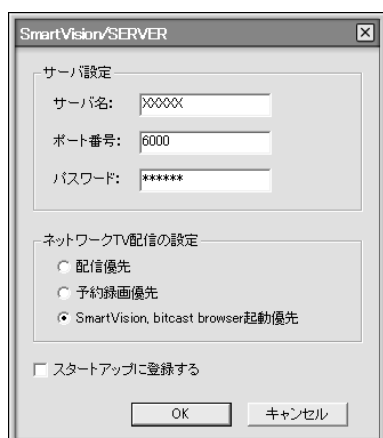 SmartVision/SERVER
サーバ設定
サーバ名: XXXXX
ポート番号: 6000
パスワード: ******
ネットワークTV配信の設定
配信優先
予約録画優先
SmartVision, bitcast browser起動優先
スタートアップに登録する
OK キャンセル